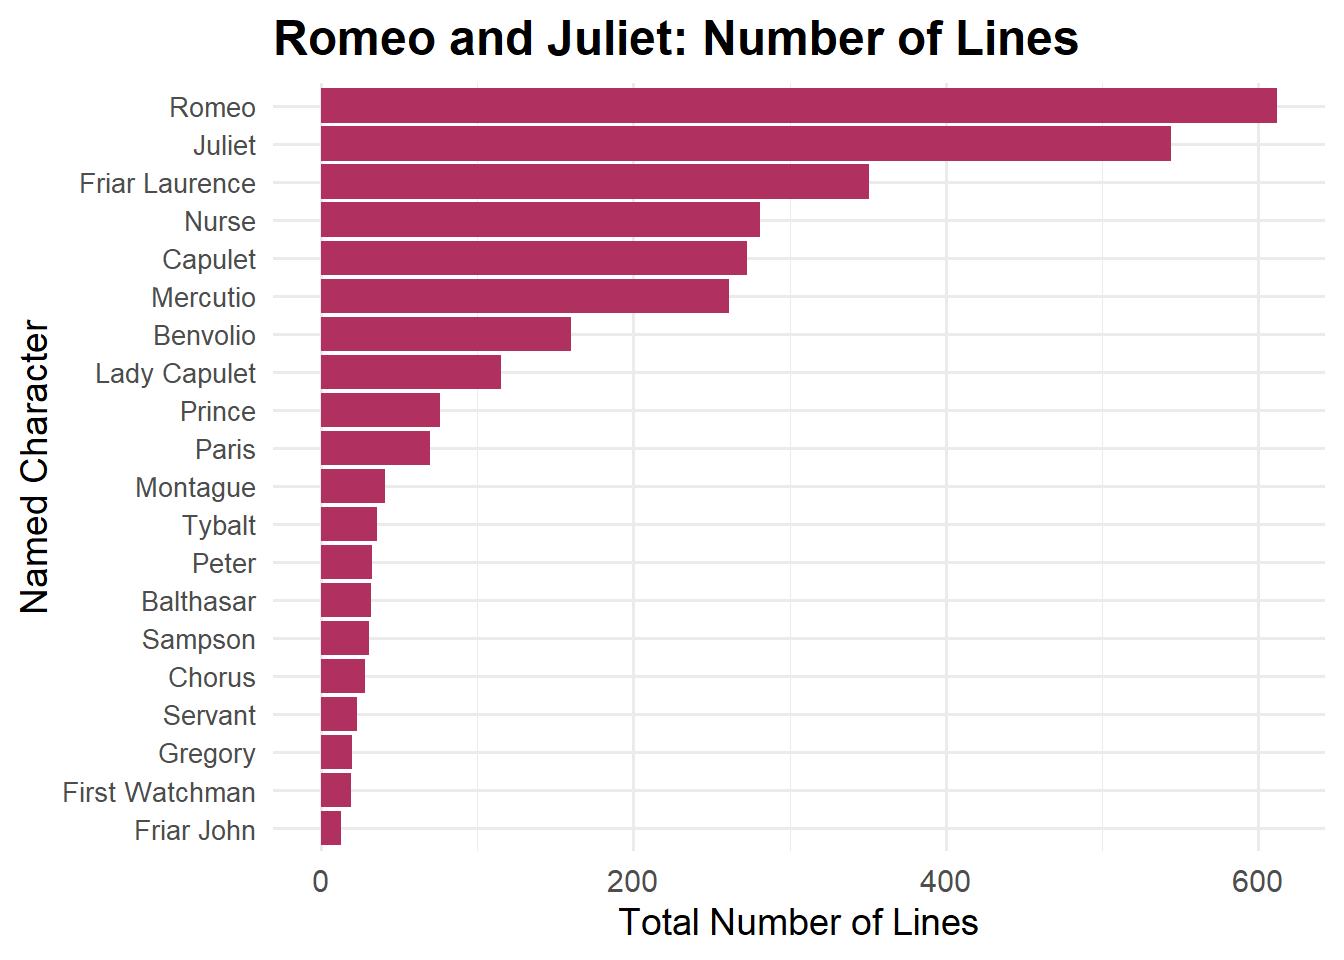 Romeo and Juliet: Number of Lines
Named Character
Romeo
Juliet
Friar Laurence
Nurse
Capulet
Mercutio
Benvolio
Lady Capulet
Prince
Paris
Montague
Tybalt
Peter
Balthasar
Sampson
Chorus
Servant
Gregory
First Watchman
Friar John
0 200 400 600
Total Number of Lines